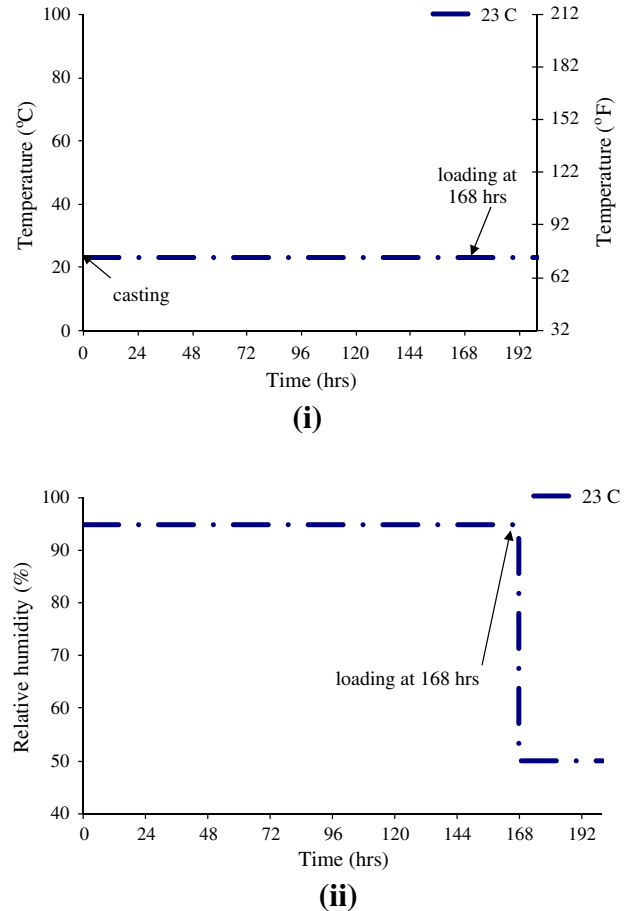 23 C
Temperature (°C)
100
80
60
40
20
0
212
182
152
122
92
62
32
Temperature (°F)
loading at
168 hrs
casting
0 24 48 72 96 120 144 168 192
Time (hrs)
(i)
23 C
Relative humidity (%)
100
90
80
70
60
50
40
loading at 168 hrs
0 24 48 72 96 120 144 168 192
Time (hrs)
(ii)